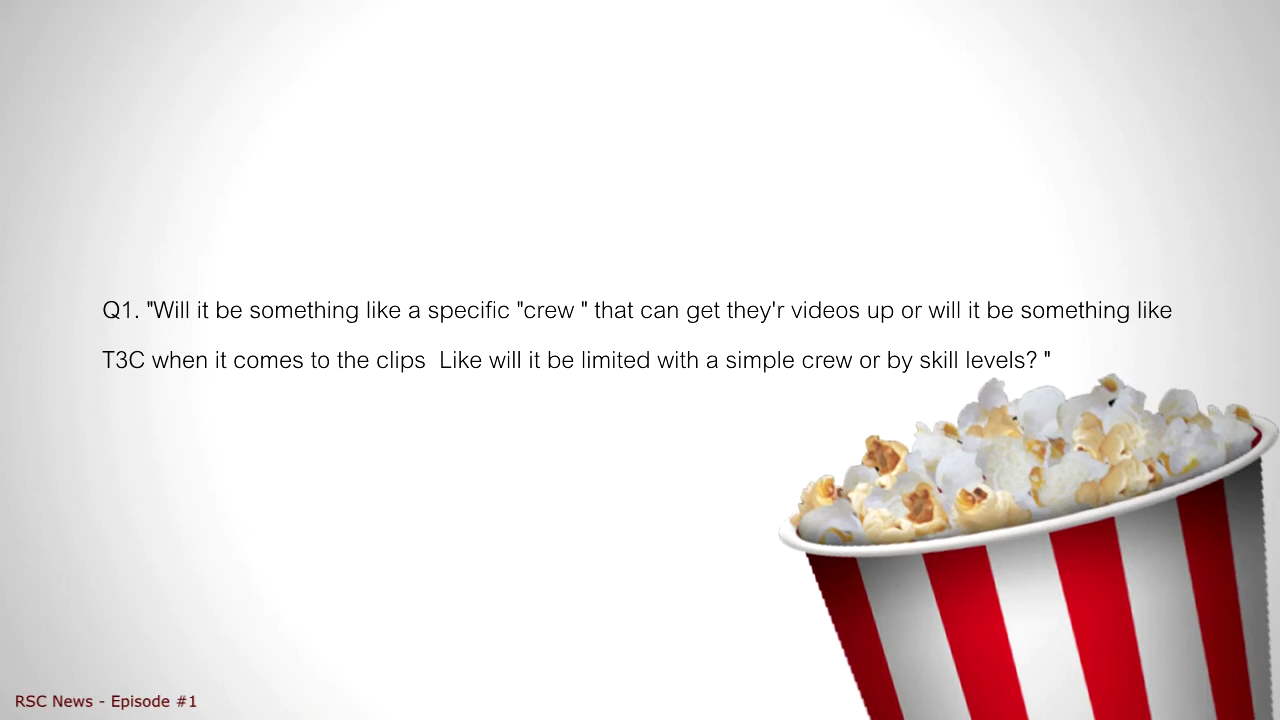 Q1. "Will it be something like a specific "crew " that can get they'r videos up or will it be something like
T3C when it comes to the clips  Like will it be limited with a simple crew or by skill levels? "
RSC News - Episode #1